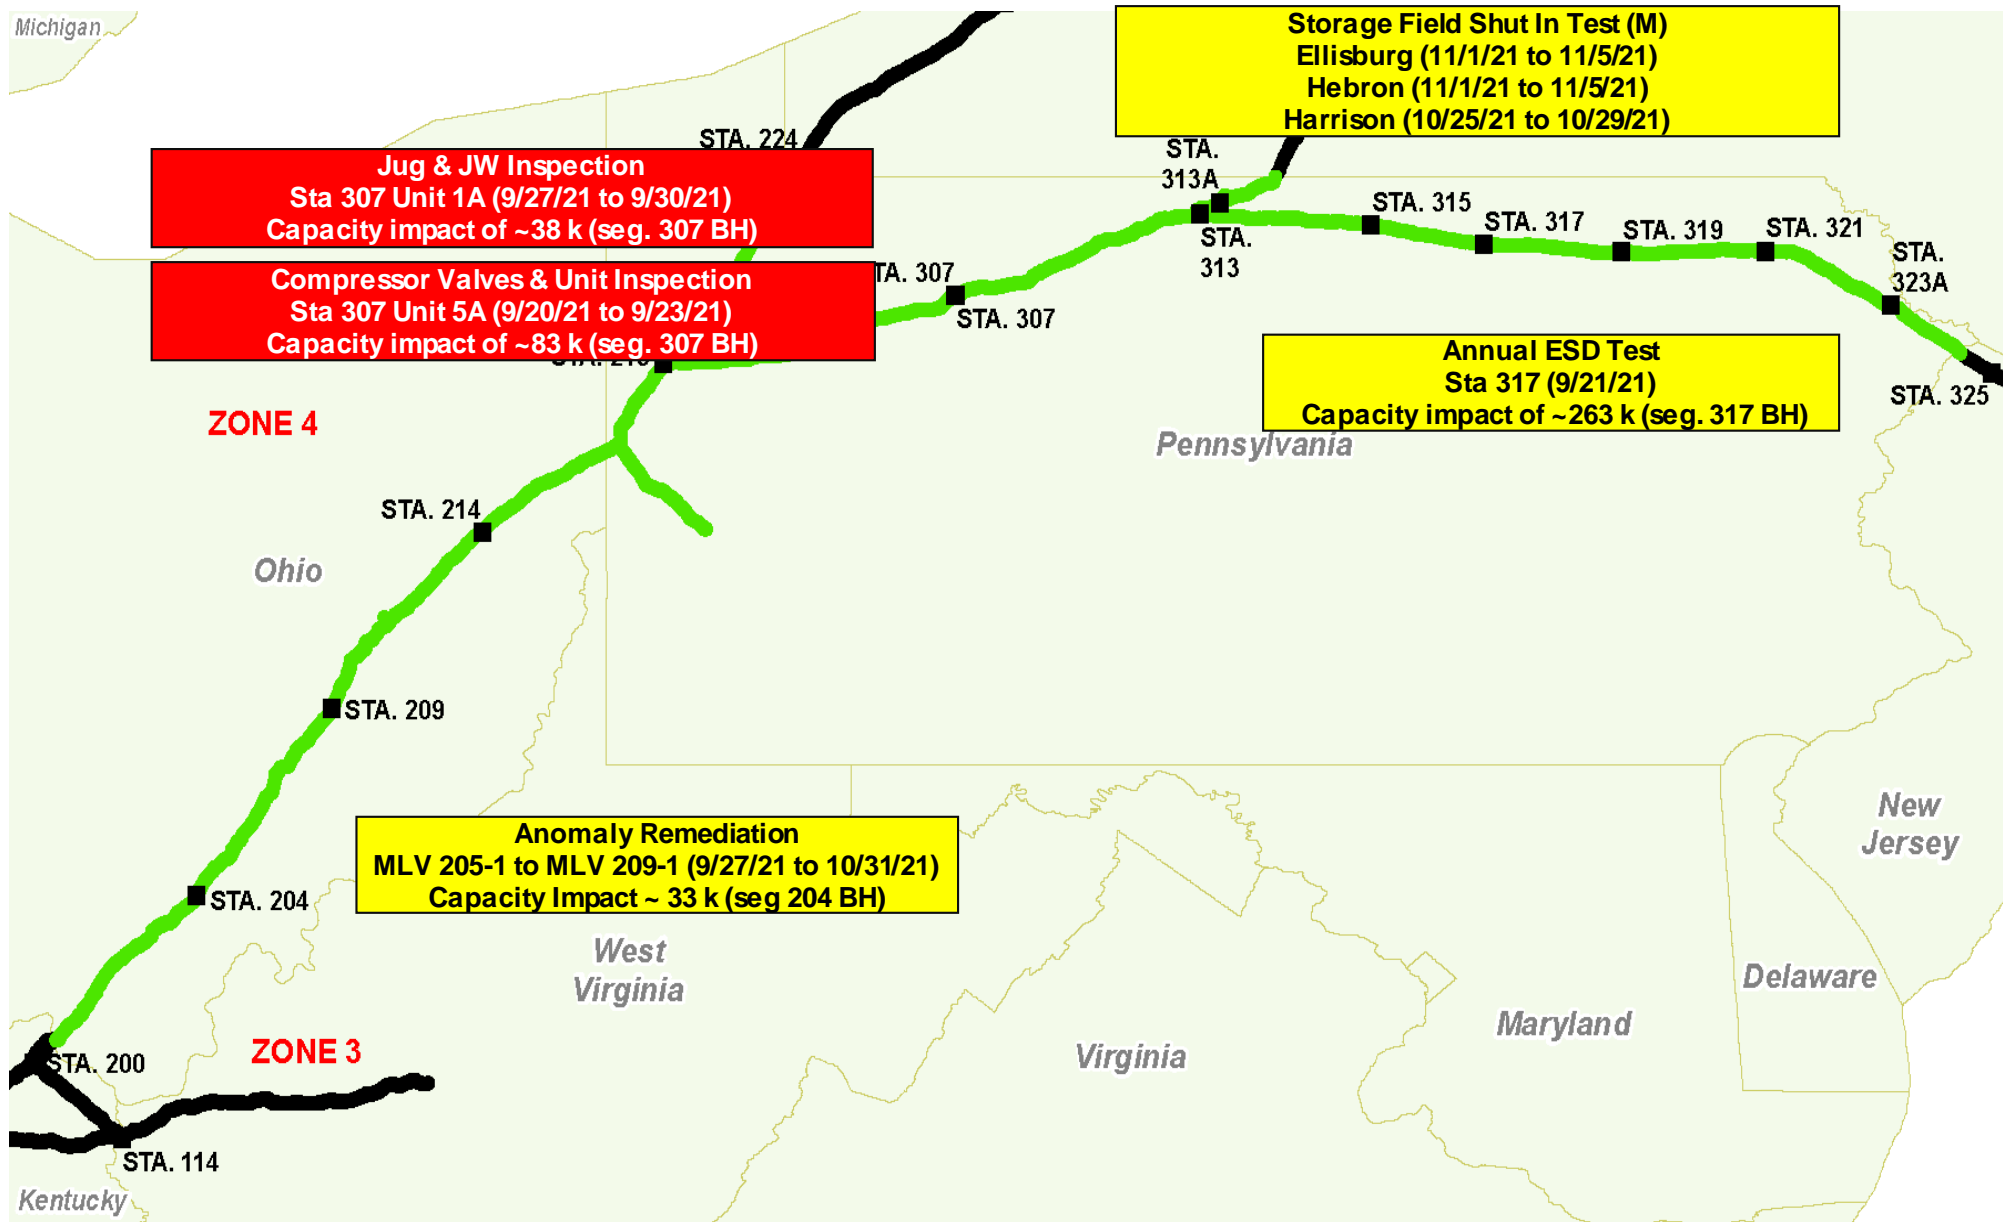 Michigan
Storage Field Shut In Test (M)
Ellisburg (11/1/21 to 11/5/21)
Hebron (11/1/21 to 11/5/21)
Harrison (10/25/21 to 10/29/21)
STA. 224
Jug & JW Inspection
Sta 307 Unit 1A (9/27/21 to 9/30/21)
Capacity impact of ~38 k (seg. 307 BH)
STA.
313A
STA. 315
STA. 317
STA. 319
STA. 321
STA.
323A
STA.
313
Compressor Valves & Unit Inspection
Sta 307 Unit 5A (9/20/21 to 9/23/21)
Capacity impact of ~83 k (seg. 307 BH)
TA. 307
STA. 307
Annual ESD Test
Sta 317 (9/21/21)
Capacity impact of ~263 k (seg. 317 BH)
STA. 325
ZONE 4
Pennsylvania
STA. 214
Ohio
STA. 209
New
Jersey
Anomaly Remediation
MLV 205-1 to MLV 209-1 (9/27/21 to 10/31/21)
Capacity Impact ~ 33 k (seg 204 BH)
STA. 204
West
Virginia
Delaware
Maryland
ZONE 3
Virginia
STA. 200
STA. 114
Kentucky